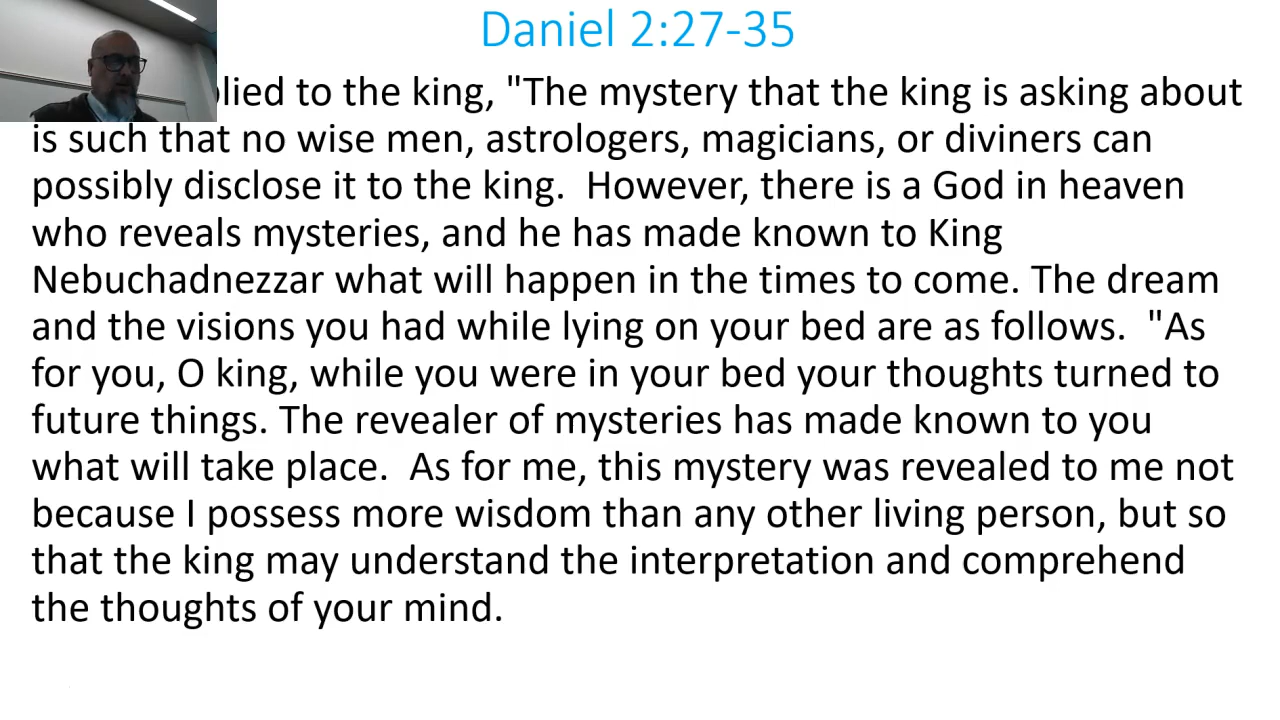 Daniel 2:27-35
lied to the king, "The mystery that the king is asking about
is such that no wise men, astrologers, magicians, or diviners can
possibly disclose it to the king.  However, there is a God in heaven
who reveals mysteries, and he has made known to King
Nebuchadnezzar what will happen in the times to come. The dream
and the visions you had while lying on your bed are as follows.  "As
for you, O king, while you were in your bed your thoughts turned to
future things. The revealer of mysteries has made known to you
what will take place.  As for me, this mystery was revealed to me not
because I possess more wisdom than any other living person, but so
that the king may understand the interpretation and comprehend
the thoughts of your mind.